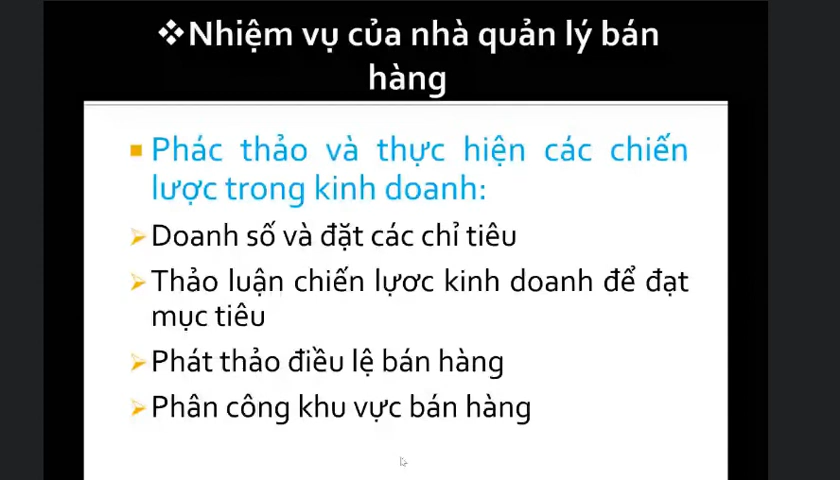 ❖Nhiệm vụ của nhà quản lý bán
hàng
▪ Phác thảo và thực hiện các chiến
lược trong kinh doanh:
➢Doanh số và đặt các chỉ tiêu
➢Thảo luận chiến lựơc kinh doanh để đạt
mục tiêu
➢Phát thảo điều lệ bán hàng
➢Phân công khu vực bán hàng